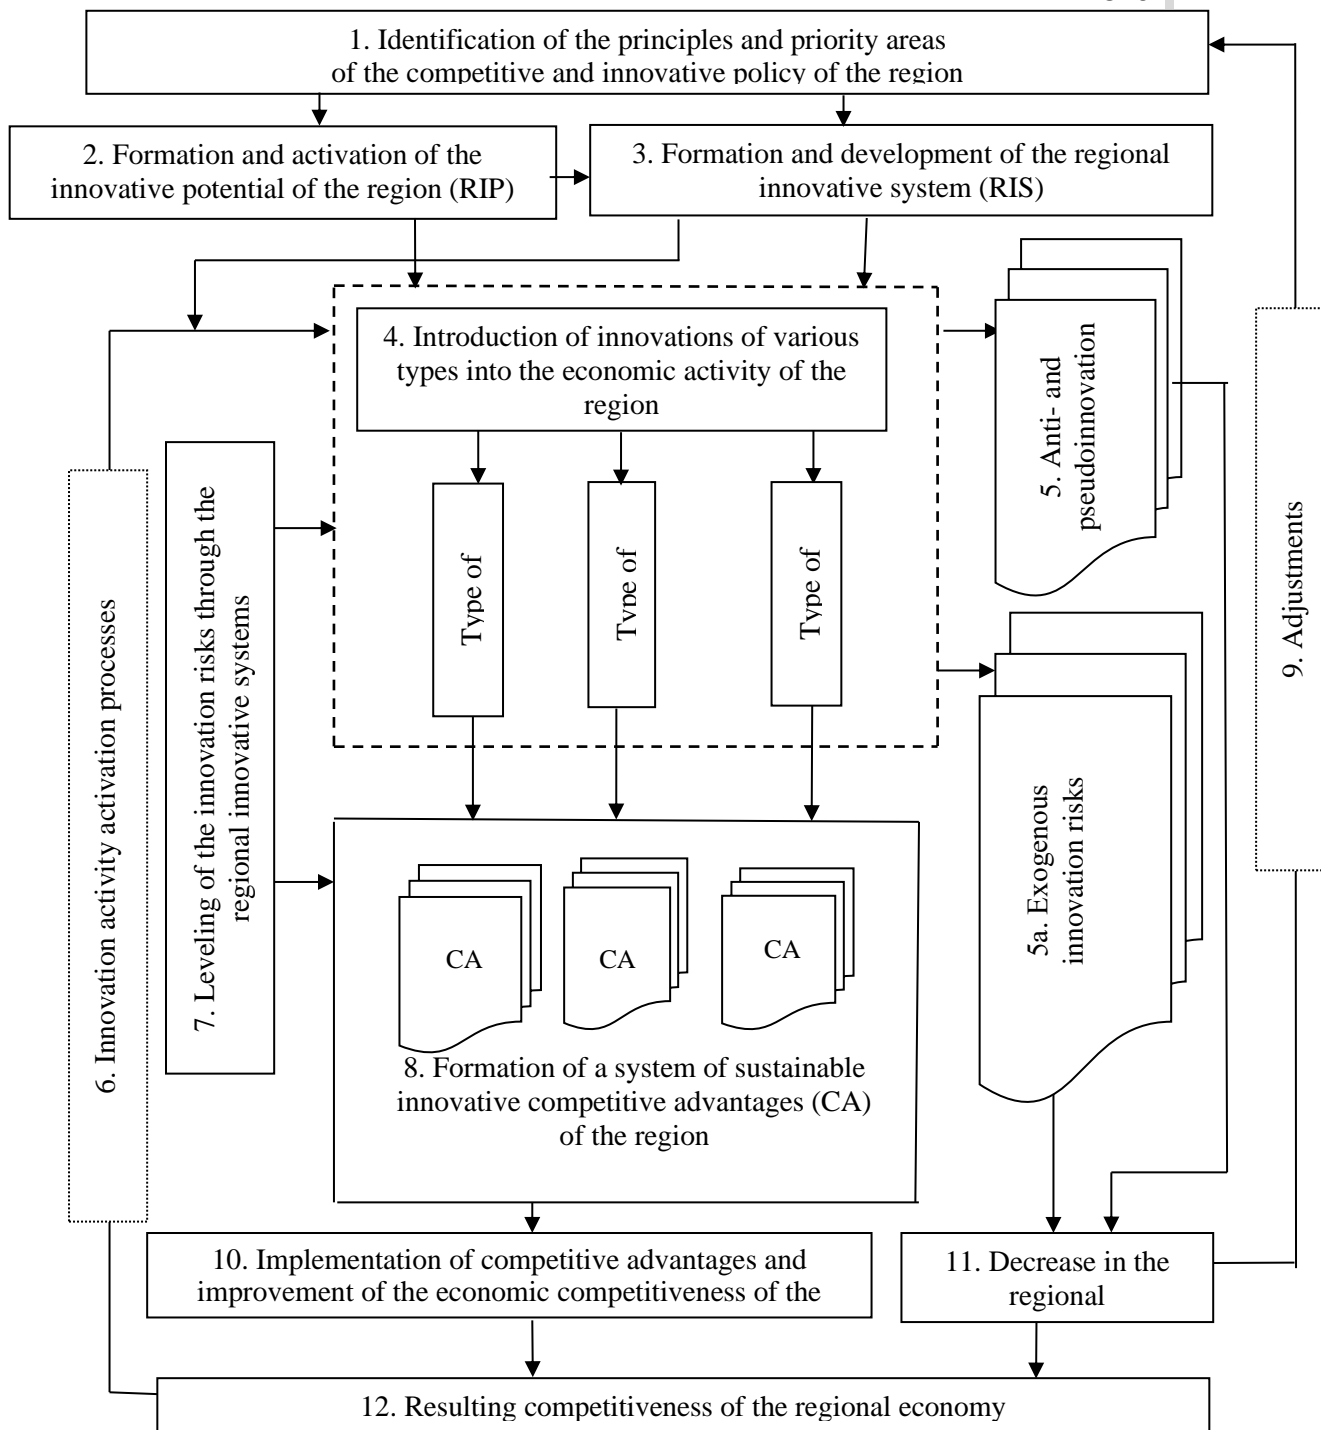 1. Identification of the principles and priority areas
of the competitive and innovative policy of the region
2. Formation and activation of the
innovative potential of the region (RIP)
3. Formation and development of the regional
innovative system (RIS)
4. Introduction of innovations of various
types into the economic activity of the
region
5. Anti- and
pseudoinnovation
Type of
Type of
Type of
6. Innovation activity activation processes
7. Leveling of the innovation risks through the
regional innovative systems
9. Adjustments
5a. Exogenous
innovation risks
CA
CA
CA
8. Formation of a system of sustainable
innovative competitive advantages (CA)
of the region
10. Implementation of competitive advantages and
improvement of the economic competitiveness of the
11. Decrease in the
regional
12. Resulting competitiveness of the regional economy